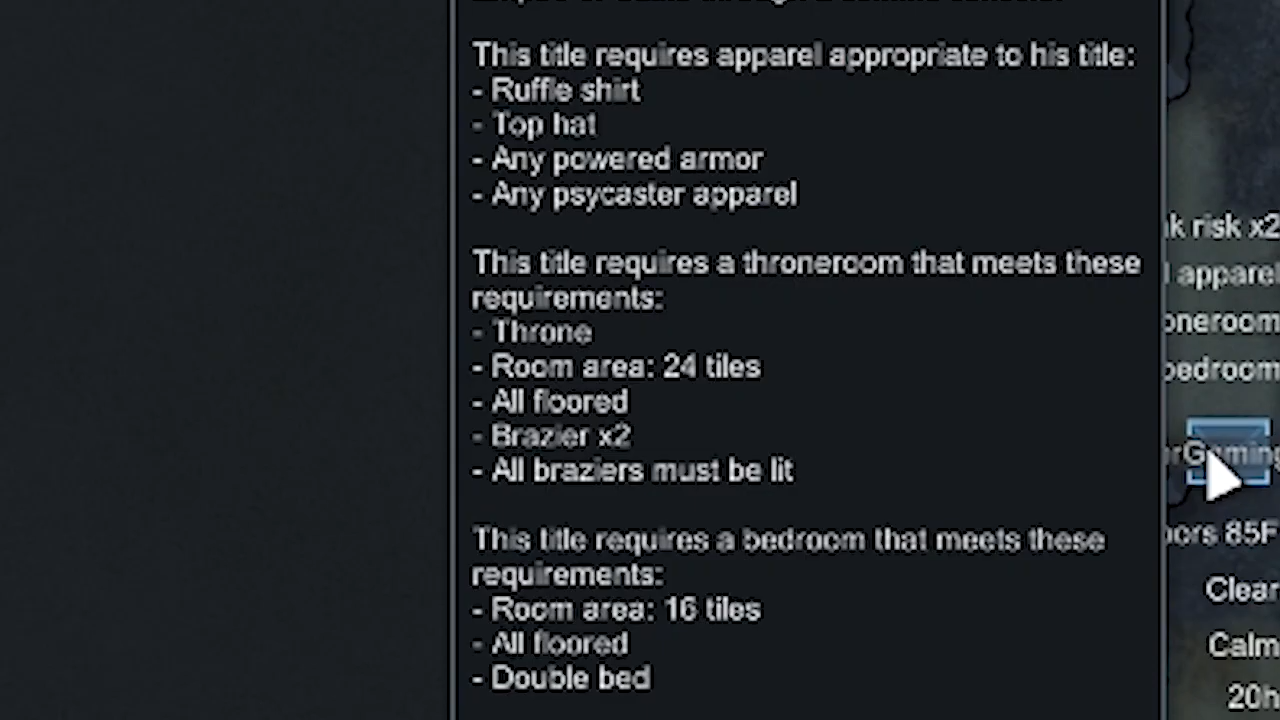 This title requires apparel appropriate to his title:
- Ruffle shirt
- Top hat
- Any powered armor
- Any psycaster apparel
This title requires a throneroom that meets these
requirements:
- Throne
- Room area: 24 tiles
- All floored
- Brazier x2
- All braziers must be lit
This title requires a bedroom that meets these
requirements:
- Room area: 16 tiles
- All floored
- Double bed
risk x2
apparel
oneroom
bedroom
85F
Clear
Calm
20h